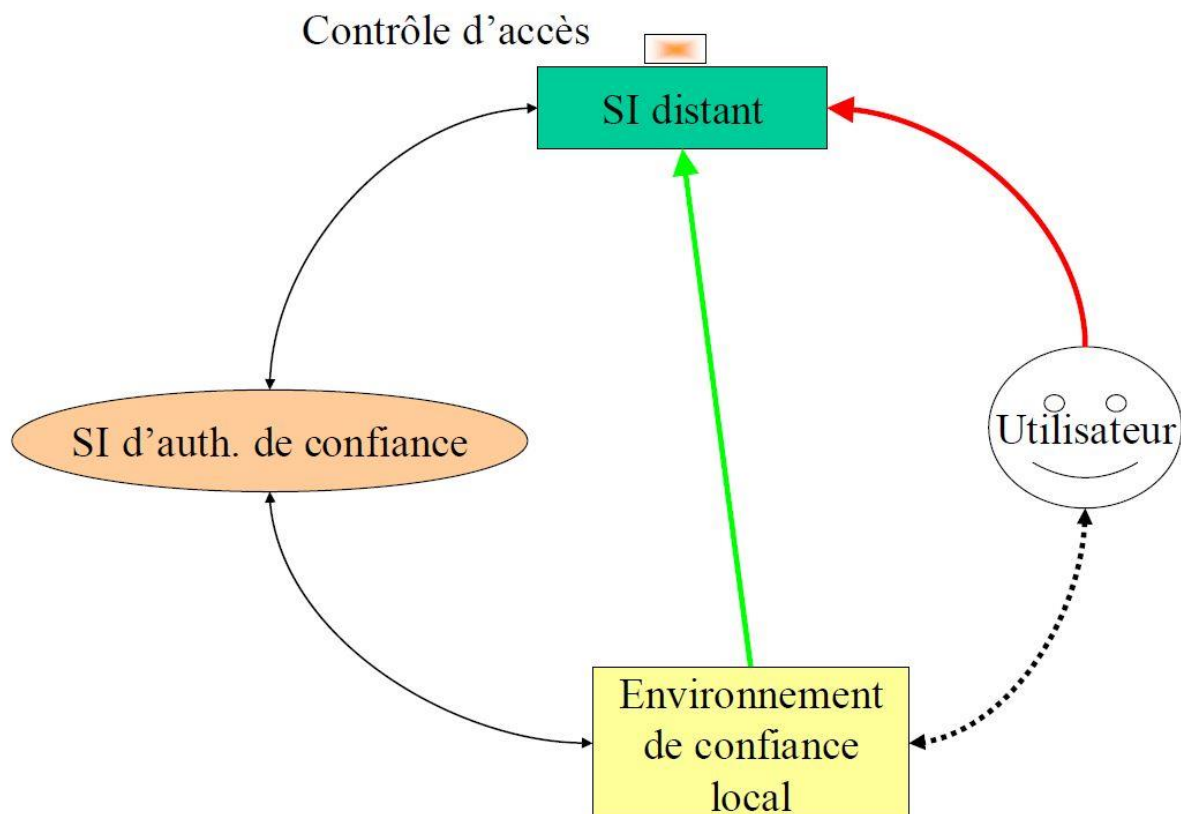 Contrôle d’accès
SI distant
SI d’auth. de confiance
Utilisateur
Environnement
de confiance
local